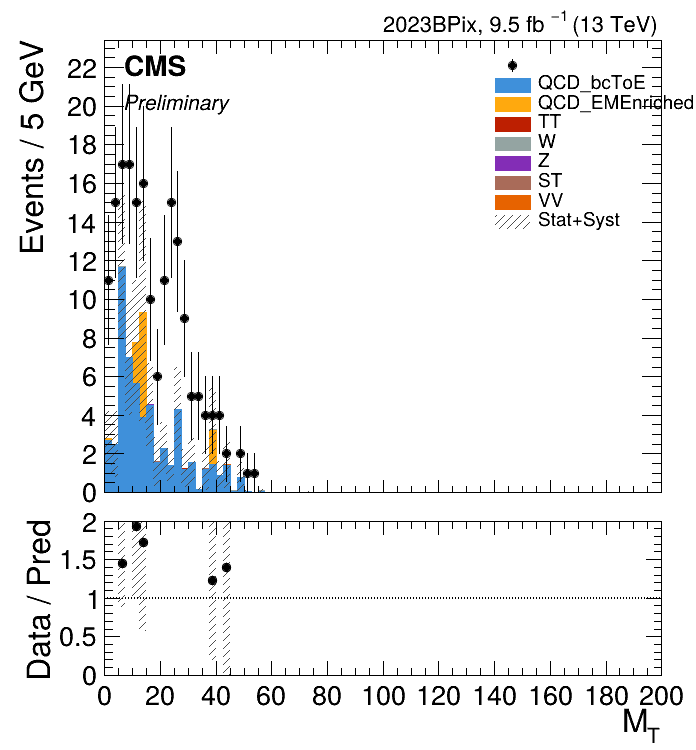 2023BPix, 9.5 fb⁻¹ (13 TeV)
CMS
Preliminary
QCD_bcToE
QCD_EMEnriched
TT
W
Z
ST
VV
Stat+Syst
Events / 5 GeV
22
20
18
16
14
12
10
8
6
4
2
0
Data / Pred
2
1.5
1
0.5
0
0 20 40 60 80 100 120 140 160 180 200
M_T